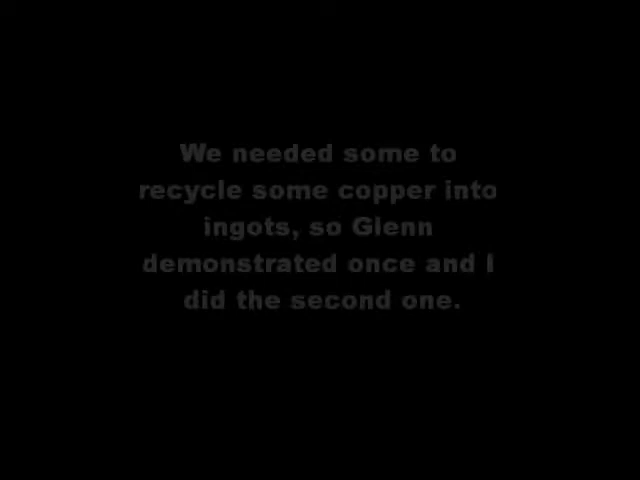 We needed some to
recycle some copper into
ingots, so Glenn
demonstrated once and I
did the second one.